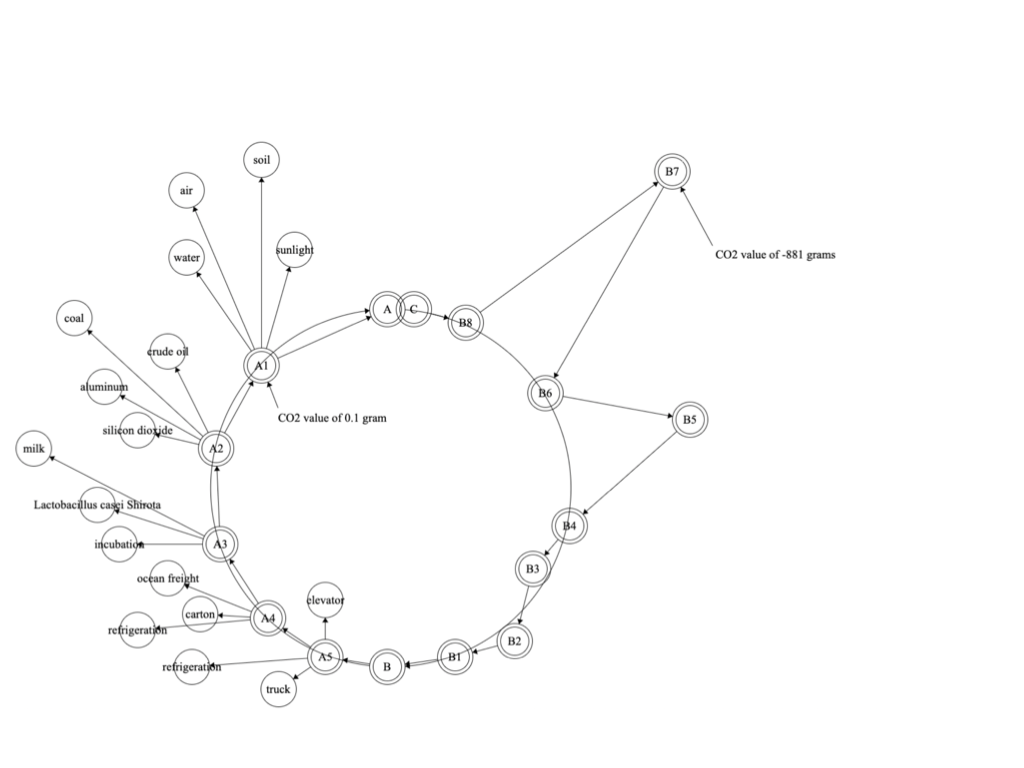 soil
B7
air
sunlight
water
CO2 value of -881 grams
A
C
coal
B8
crude oil
A1
aluminum
B6
CO2 value of 0.1 gram
B5
silicon dioxide
milk
A2
Lactobacillus casei Shirota
B4
incubation
A3
B3
ocean freight
elevator
carton
A4
refrigeration
B2
A5
B1
refrigeration
B
truck